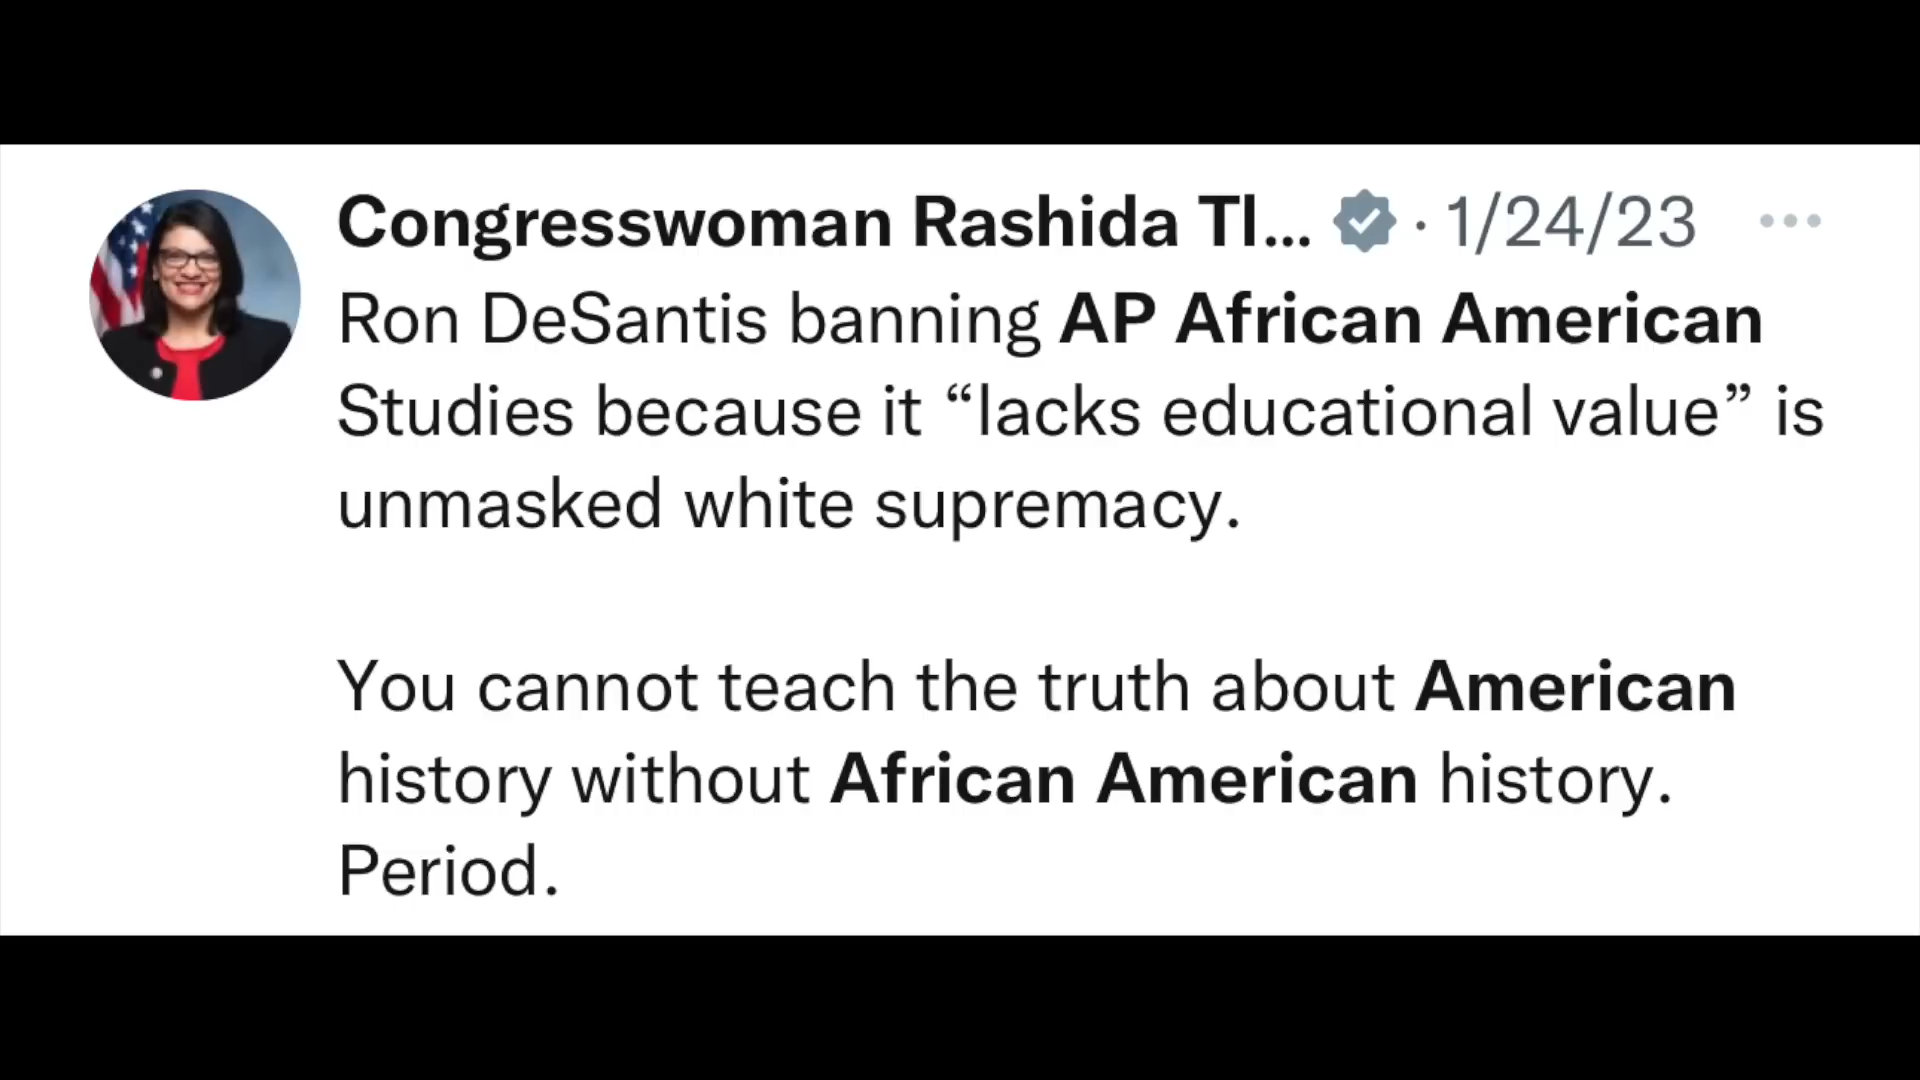 Congresswoman Rashida Tl... · 1/24/23 ...
Ron DeSantis banning AP African American
Studies because it “lacks educational value” is
unmasked white supremacy.
You cannot teach the truth about American
history without African American history.
Period.